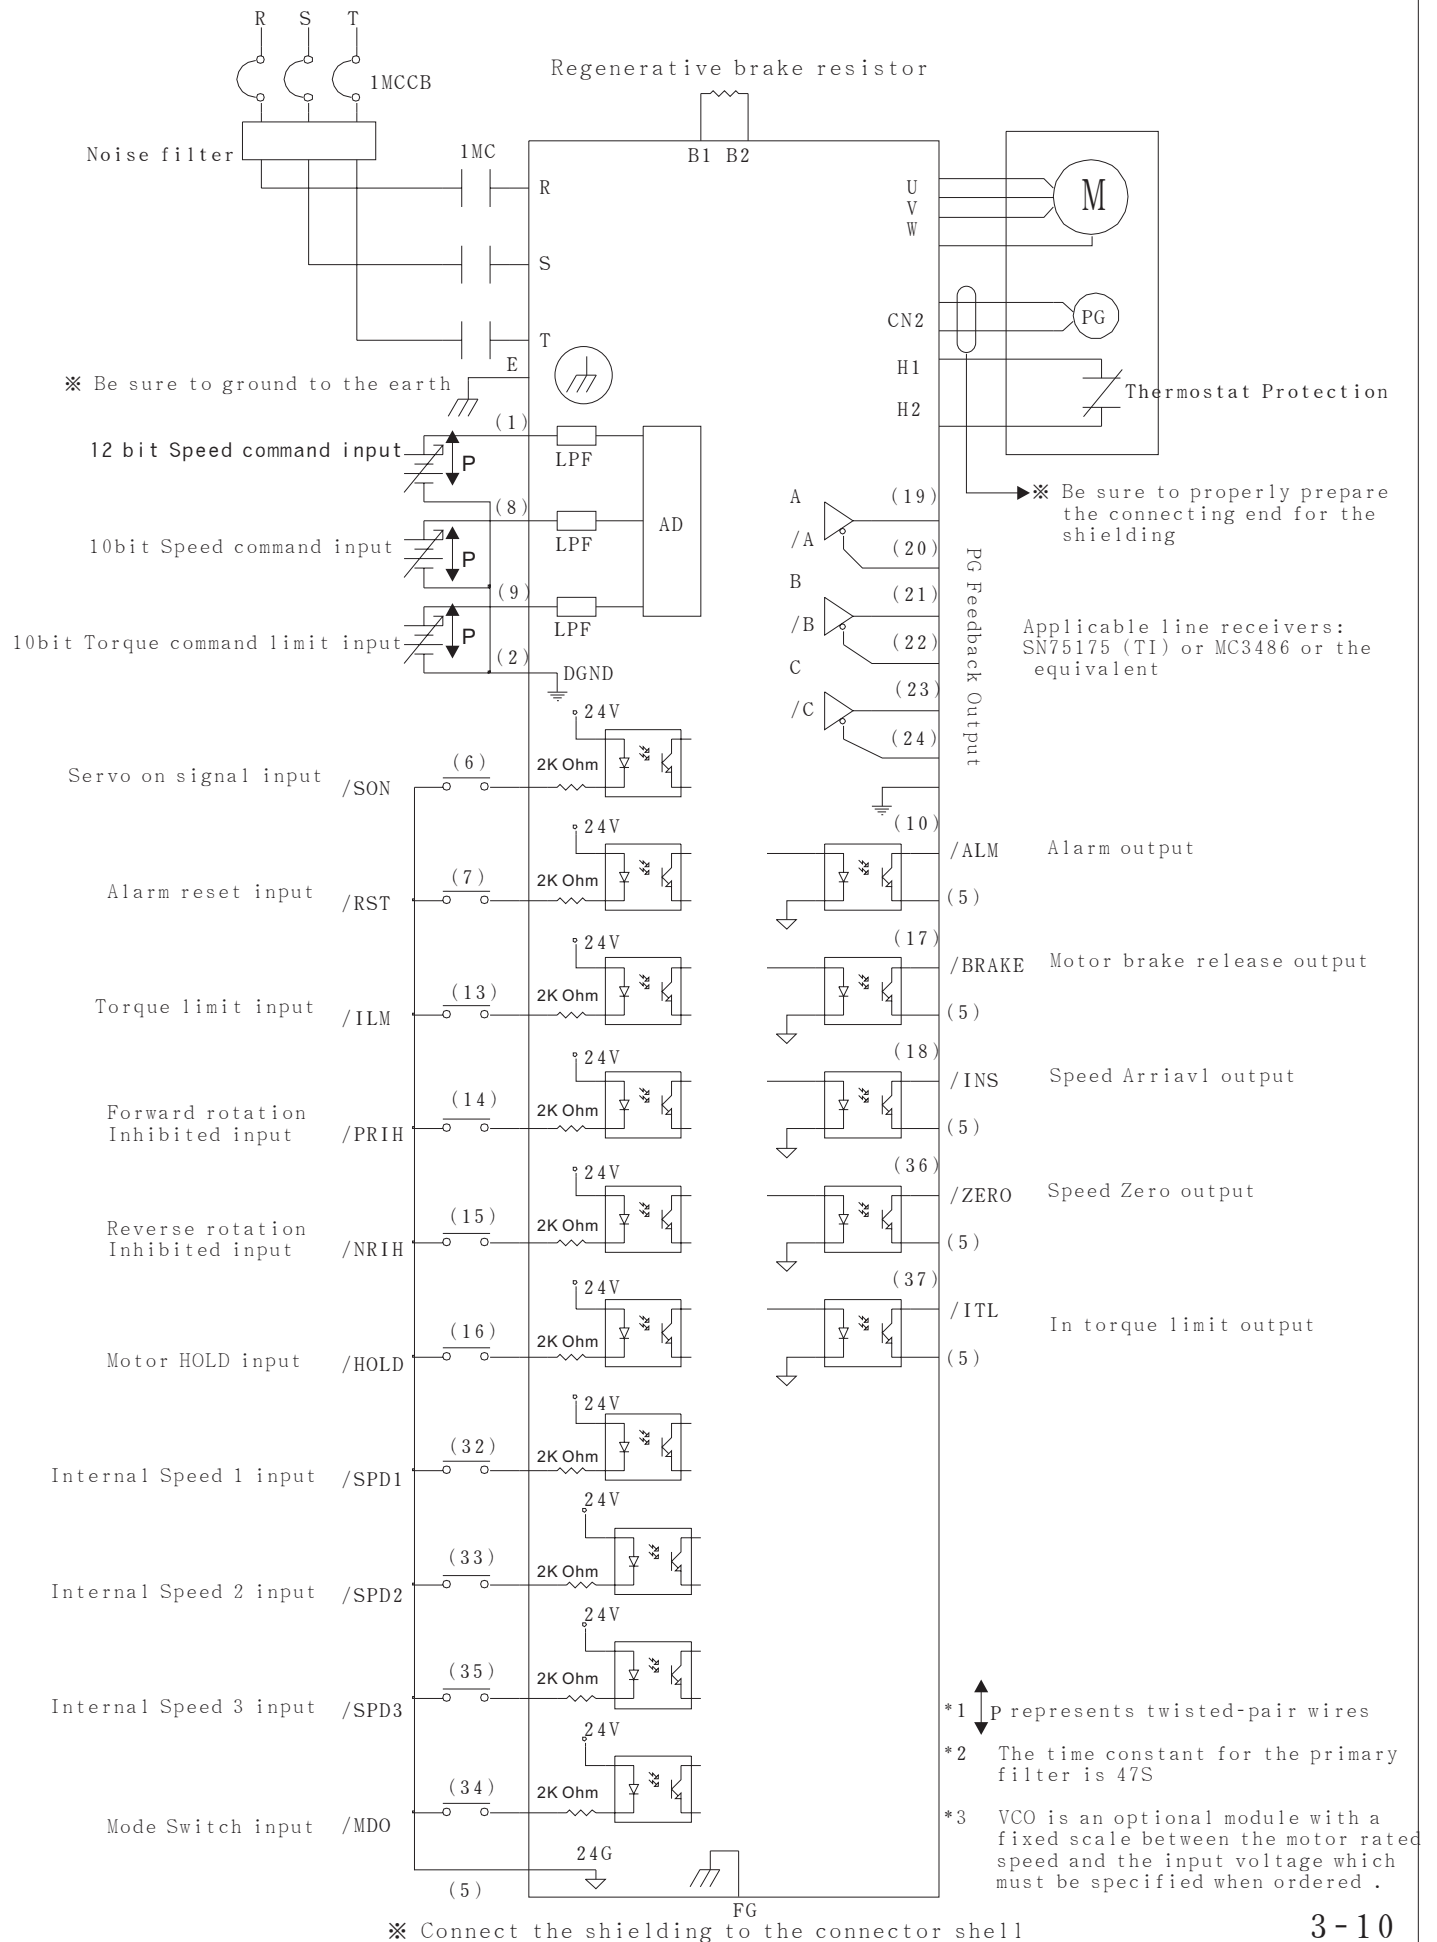 R S T
1MCCB
Regenerative brake resistor
Noise filter
1MC
B1 B2
R
U
V
W
M
S
CN2
PG
T
E
H1
※ Be sure to ground to the earth
Thermostat Protection
H2
(1)
12 bit Speed command input
P
LPF
(8)
A
(19)
※ Be sure to properly prepare
the connecting end for the
shielding
AD
/A
(20)
10bit Speed command input
P
LPF
PG Feedback Output
B
(21)
(9)
/B
(22)
Applicable line receivers:
SN75175 (TI) or MC3486 or the
equivalent
10bit Torque command limit input
P
LPF
(2)
DGND
C
(23)
/C
(24)
24V
Servo on signal input /SON
(6)
2K Ohm
24V
(10)
/ALM Alarm output
Alarm reset input /RST
(7)
2K Ohm
(5)
24V
(17)
/BRAKE Motor brake release output
Torque limit input /ILM
(13)
2K Ohm
(5)
24V
(18)
/INS Speed Arriavl output
Forward rotation
Inhibited input /PRIH
(14)
2K Ohm
(5)
24V
(36)
/ZERO Speed Zero output
Reverse rotation
Inhibited input /NRIH
(15)
2K Ohm
(5)
24V
(37)
/ITL
In torque limit output
Motor HOLD input /HOLD
(16)
2K Ohm
(5)
24V
Internal Speed 1 input /SPD1
(32)
2K Ohm
24V
Internal Speed 2 input /SPD2
(33)
2K Ohm
24V
Internal Speed 3 input /SPD3
(35)
2K Ohm
24V
Mode Switch input /MDO
(34)
2K Ohm
24G
(5)
*1 P represents twisted-pair wires
*2 The time constant for the primary
filter is 47S
*3 VCO is an optional module with a
fixed scale between the motor rated
speed and the input voltage which
must be specified when ordered .
FG
※ Connect the shielding to the connector shell
3-10